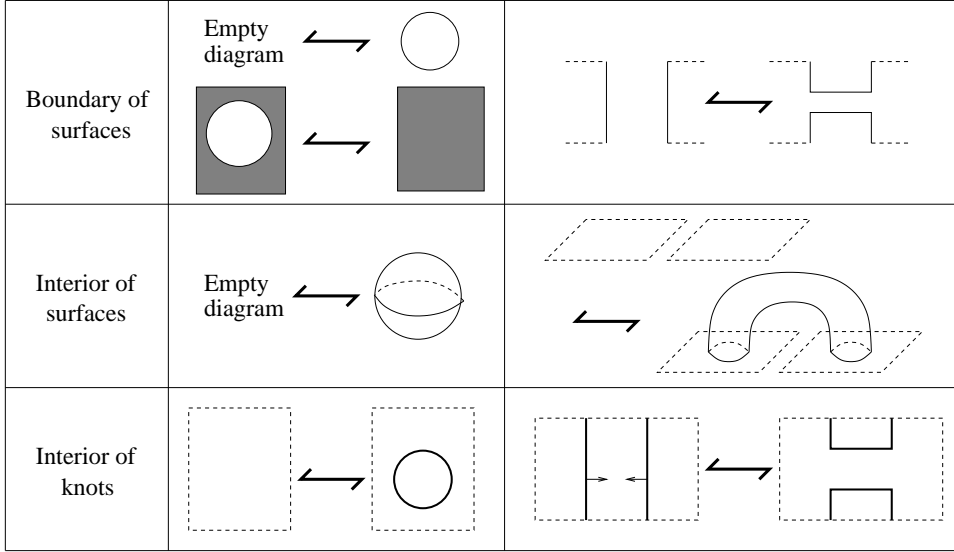 Boundary of
surfaces
Empty
diagram
Interior of
surfaces
Empty
diagram
Interior of
knots